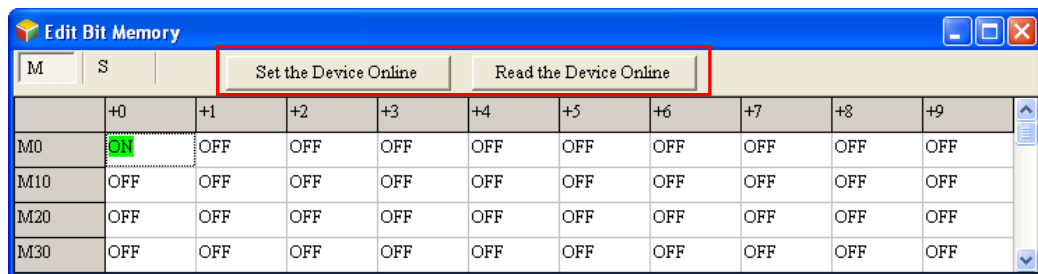 Edit Bit Memory
M S Set the Device Online Read the Device Online
+0 +1 +2 +3 +4 +5 +6 +7 +8 +9
M0 ON OFF OFF OFF OFF OFF OFF OFF OFF OFF
M10 OFF OFF OFF OFF OFF OFF OFF OFF OFF OFF
M20 OFF OFF OFF OFF OFF OFF OFF OFF OFF OFF
M30 OFF OFF OFF OFF OFF OFF OFF OFF OFF OFF